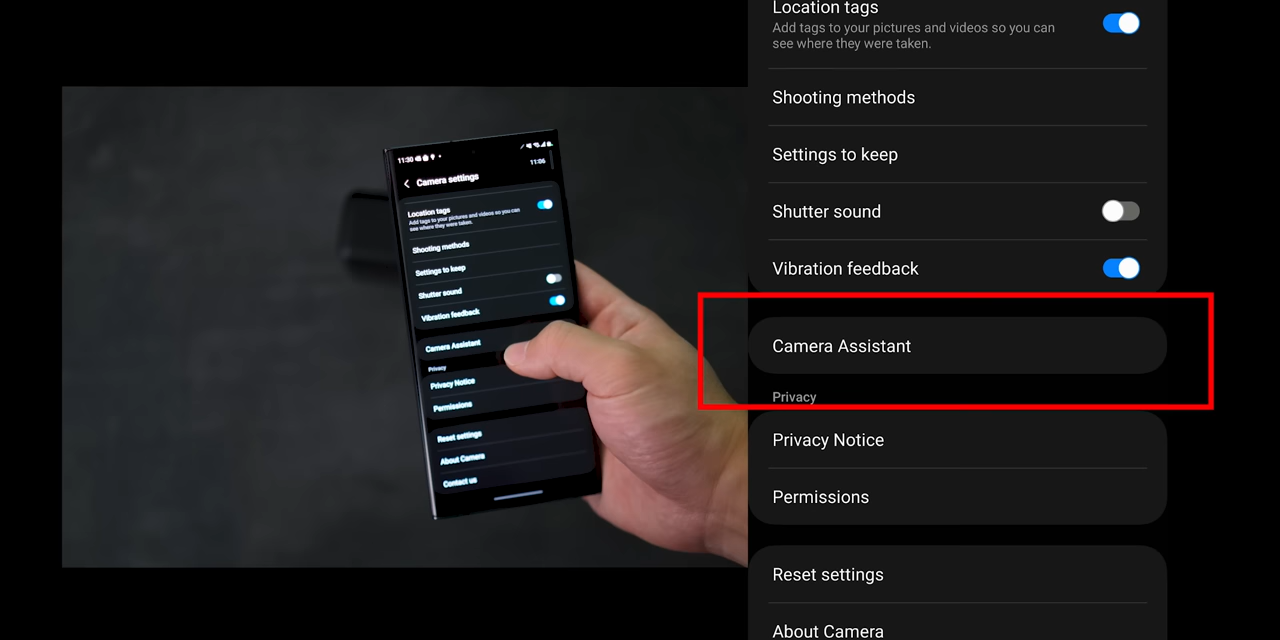 11:30
11:06
Camera settings
Location tags
Add tags to your pictures and videos so you can
see where they were taken.
Shooting methods
Settings to keep
Shutter sound
Vibration feedback
Camera Assistant
Privacy
Privacy Notice
Permissions
Reset settings
About Camera
Contact us
Location tags
Add tags to your pictures and videos so you can
see where they were taken.
Shooting methods
Settings to keep
Shutter sound
Vibration feedback
Camera Assistant
Privacy
Privacy Notice
Permissions
Reset settings
About Camera